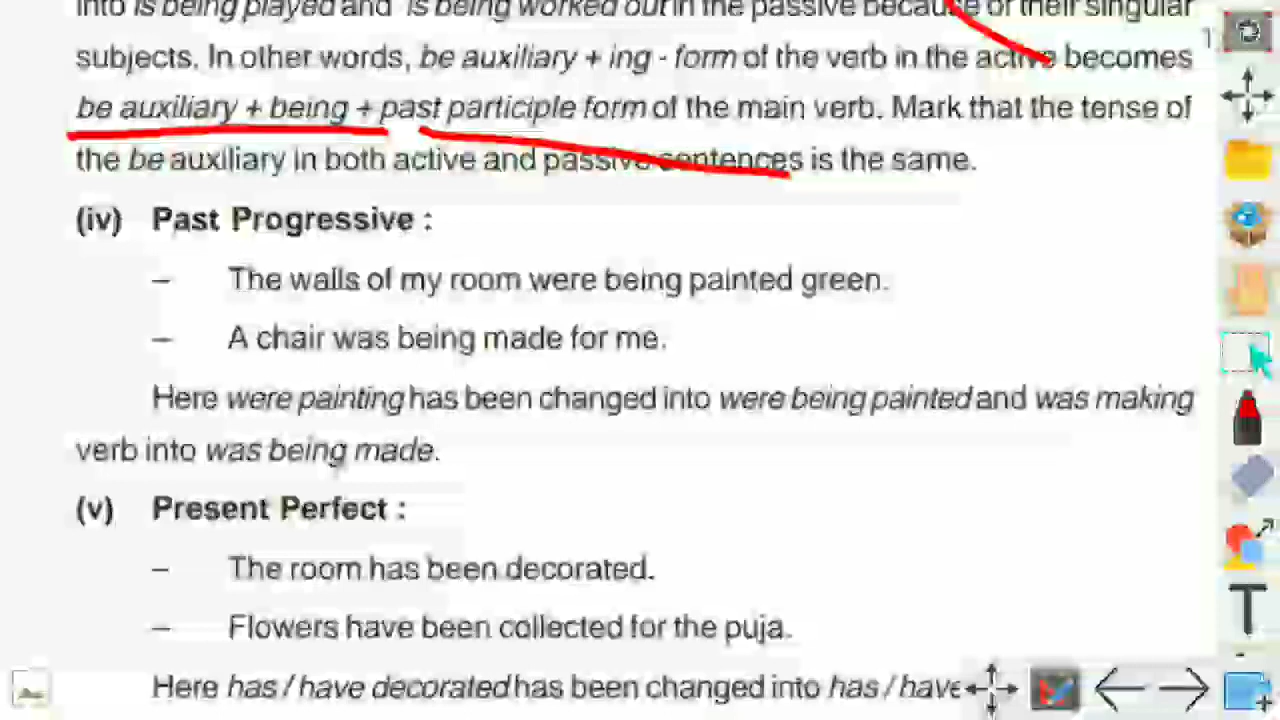 into is being played and is being worked out in the passive because of their singular
subjects. In other words, be auxiliary + ing - form of the verb in the active becomes
be auxiliary + being + past participle form of the main verb. Mark that the tense of
the be auxiliary in both active and passive sentences is the same.
(iv) Past Progressive :
– The walls of my room were being painted green.
– A chair was being made for me.
Here were painting has been changed into were being painted and was making
verb into was being made.
(v) Present Perfect :
– The room has been decorated.
– Flowers have been collected for the puja.
Here has / have decorated has been changed into has / have